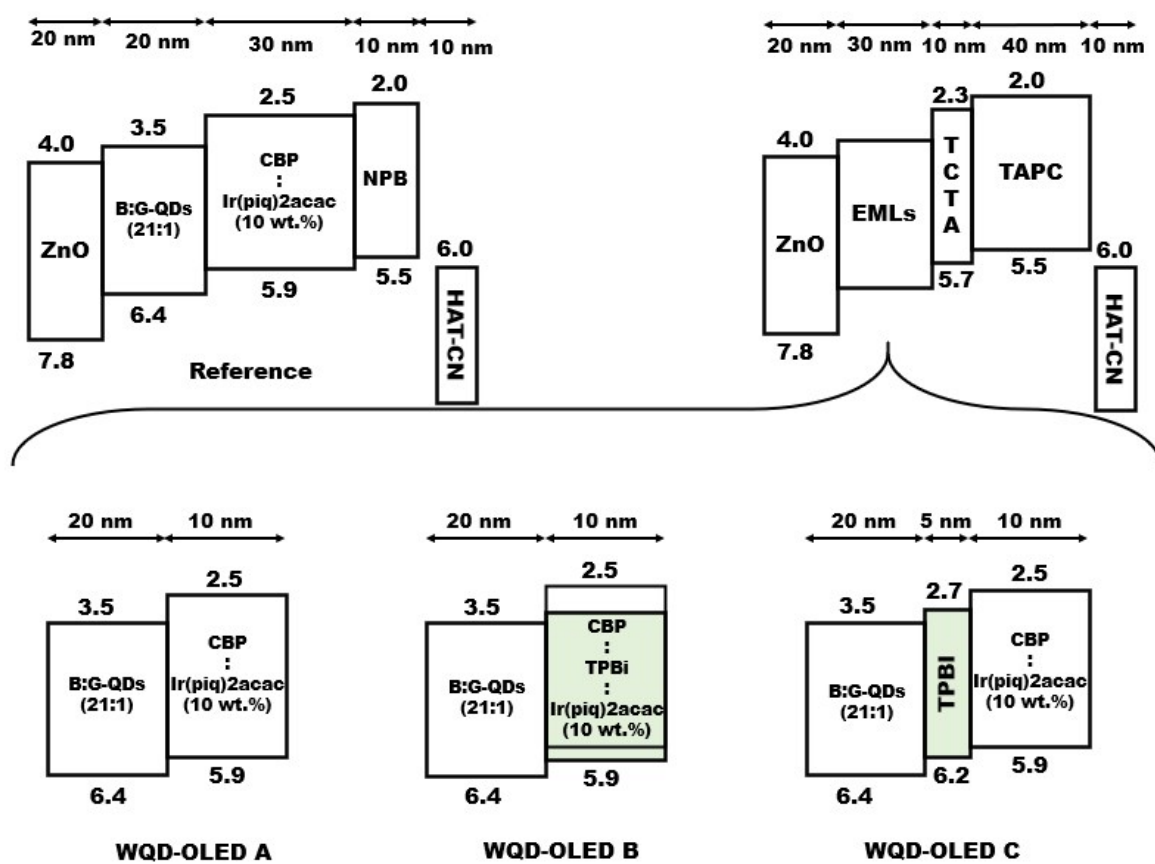 20 nm 20 nm 30 nm 10 nm 10 nm
2.0
2.5
3.5
4.0
CBP
:
Ir(piq)2acac
(10 wt.%)
NPB
B:G-QDs
(21:1)
ZnO
6.0
5.5
5.9
6.4
HAT-CN
7.8
Reference
20 nm 30 nm 10 nm 40 nm 10 nm
2.0
2.3
4.0
TCTA
TAPC
EMLs
ZnO
6.0
5.5
5.7
HAT-CN
7.8
20 nm 10 nm
2.5
3.5
CBP
:
Ir(piq)2acac
(10 wt.%)
B:G-QDs
(21:1)
5.9
6.4
WQD-OLED A
20 nm 10 nm
2.5
3.5
CBP
:
TPBi
:
Ir(piq)2acac
(10 wt.%)
B:G-QDs
(21:1)
5.9
6.4
WQD-OLED B
20 nm 5 nm 10 nm
2.5
2.7
3.5
CBP
:
Ir(piq)2acac
(10 wt.%)
B:G-QDs
(21:1)
TPBI
5.9
6.2
6.4
WQD-OLED C